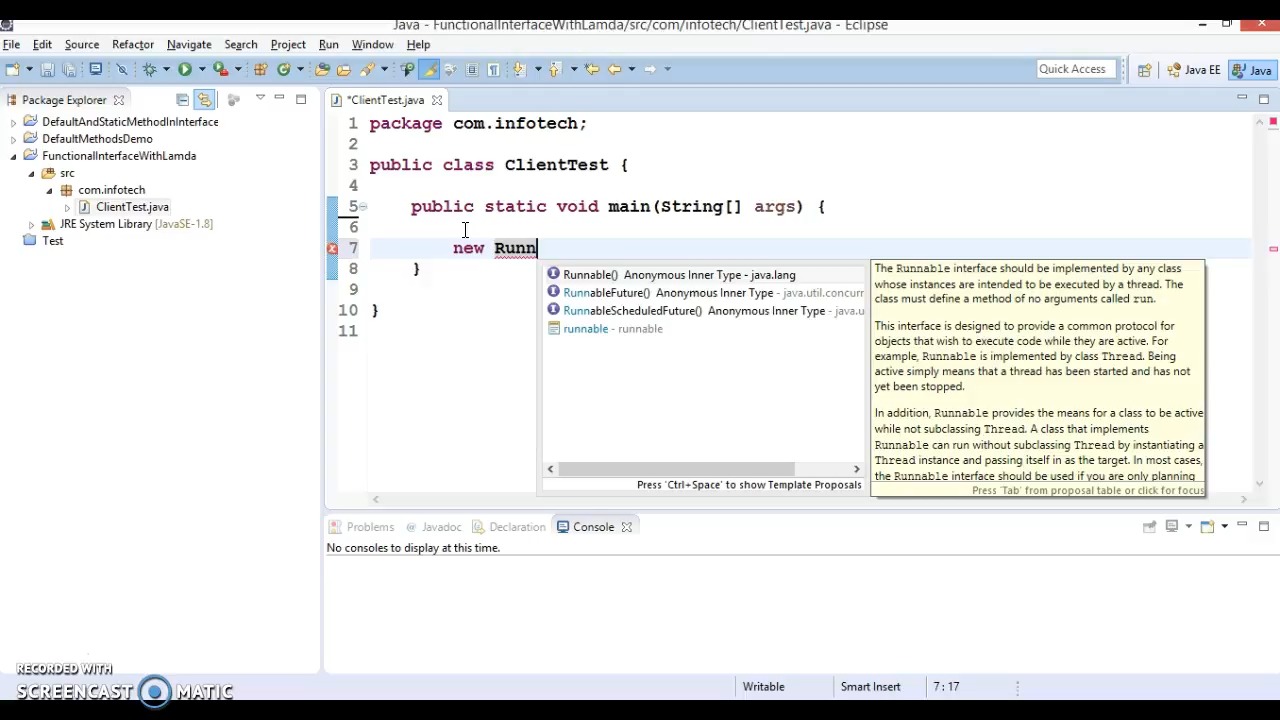 Java - FunctionalInterfaceWithLamda/src/com/infotech/ClientTest.java - Eclipse
File Edit Source Refactor Navigate Search Project Run Window Help
Quick Access Java EE Java
Package Explorer
DefaultAndStaticMethodInInterface
DefaultMethodsDemo
FunctionalInterfaceWithLamda
src
com.infotech
ClientTest.java
JRE System Library [JavaSE-1.8]
Test
*ClientTest.java
1 package com.infotech;
2
3 public class ClientTest {
4
5 public static void main(String[] args) {
6
7 new Runn
8 }
9
10 }
11
Runnable() Anonymous Inner Type - java.lang
RunnableFuture() Anonymous Inner Type - java.util.concurr
RunnableScheduledFuture() Anonymous Inner Type - java.u
runnable - runnable
Press 'Ctrl+Space' to show Template Proposals
The Runnable interface should be implemented by any class
whose instances are intended to be executed by a thread. The
class must define a method of no arguments called run.
This interface is designed to provide a common protocol for
objects that wish to execute code while they are active. For
example, Runnable is implemented by class Thread. Being
active simply means that a thread has been started and has not
yet been stopped.
In addition, Runnable provides the means for a class to be active
while not subclassing Thread. A class that implements
Runnable can run without subclassing Thread by instantiating a
Thread instance and passing itself in as the target. In most cases,
the Runnable interface should be used if you are only planning
Press 'Tab' from proposal table or click for focus
Problems @ Javadoc Declaration Console
No consoles to display at this time.
Writable Smart Insert 7 : 17
RECORDED WITH
SCREENCAST MATIC